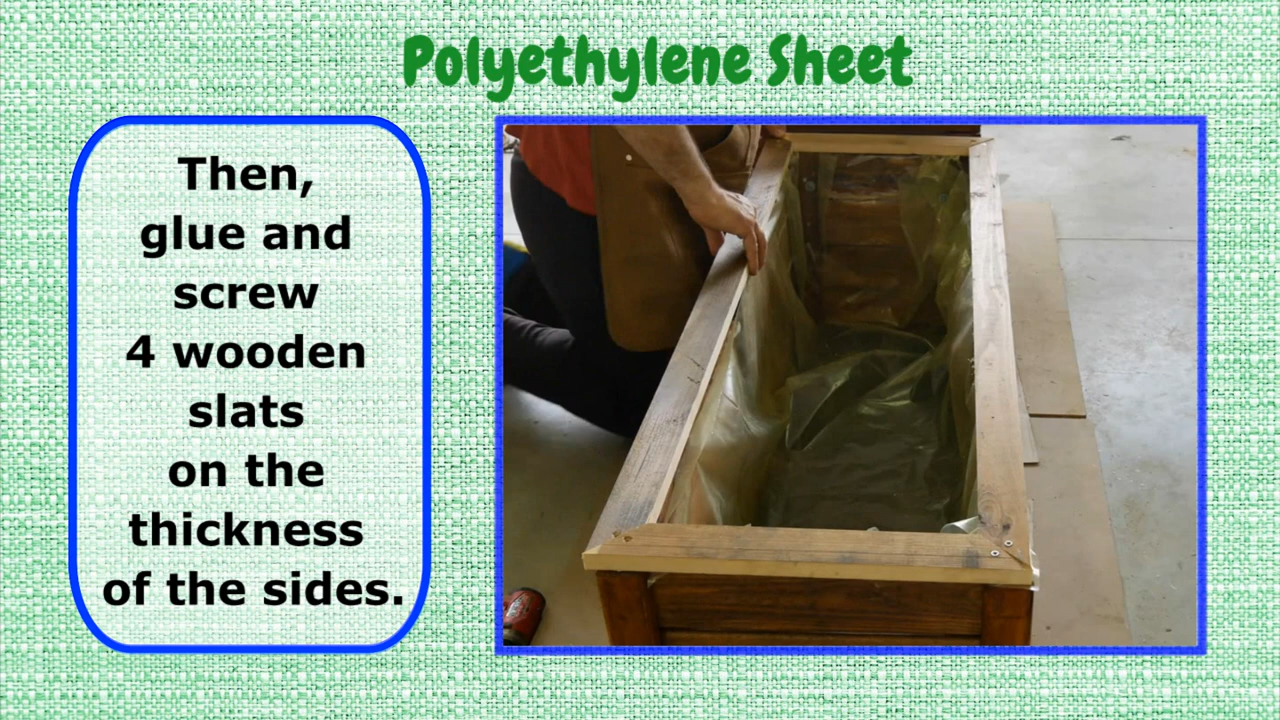 Polyethylene Sheet
Then,
glue and
screw
4 wooden
slats
on the
thickness
of the sides.